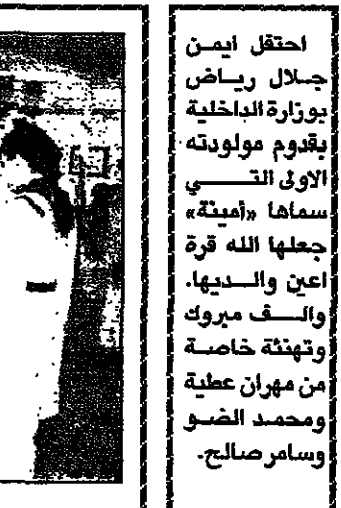 احتفل ايمن
جلال رياض
بوزارة الداخلية
بقدوم مولودته
الاولى التي
سماها «أمينة»
جعلها الله قرة
اعين والديها.
والف مبروك
وتهنئة خاصة
من مهران عطية
ومحمد الضو
وسامر صالح.